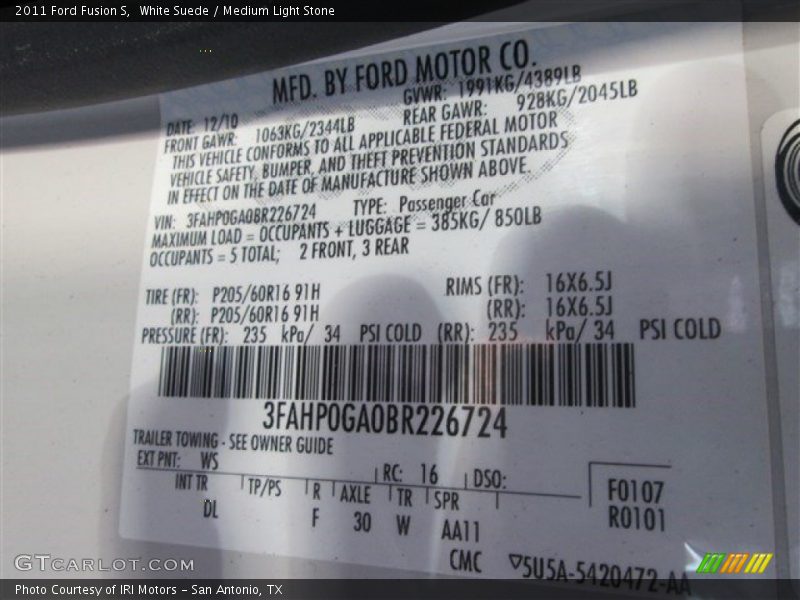 2011 Ford Fusion S,  White Suede / Medium Light Stone
MFD. BY FORD MOTOR CO.
DATE: 12/10 GVWR: 1991KG/4389LB
FRONT GAWR: 1063KG/2344LB REAR GAWR: 928KG/2045LB
THIS VEHICLE CONFORMS TO ALL APPLICABLE FEDERAL MOTOR
VEHICLE SAFETY, BUMPER, AND THEFT PREVENTION STANDARDS
IN EFFECT ON THE DATE OF MANUFACTURE SHOWN ABOVE.
VIN: 3FAHP0GA0BR226724 TYPE: Passenger Car
MAXIMUM LOAD = OCCUPANTS + LUGGAGE = 385KG/ 850LB
OCCUPANTS = 5 TOTAL; 2 FRONT, 3 REAR
TIRE (FR): P205/60R16 91H RIMS (FR): 16X6.5J
(RR): P205/60R16 91H (RR): 16X6.5J
PRESSURE (FR): 235 kPa/ 34 PSI COLD (RR): 235 kPa/ 34 PSI COLD
3FAHP0GA0BR226724
TRAILER TOWING - SEE OWNER GUIDE
EXT PNT: WS RC: 16 DSO:
INT TR TP/PS R AXLE TR SPR F0107
DL F 30 W AA11 R0101
CMC ▽5U5A-5420472-AA
GTCARLOT.COM
Photo Courtesy of IRI Motors – San Antonio, TX